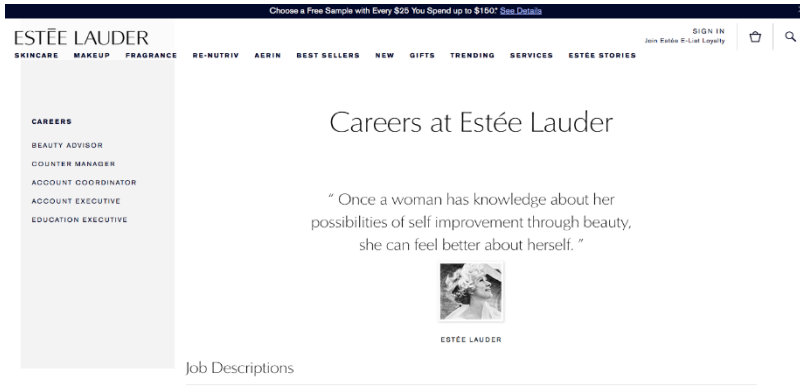 Choose a Free Sample with Every $25 You Spend up to $150.* See Details
ESTĒE LAUDER
SIGN IN
Join Estée E-List Loyalty
SKINCARE MAKEUP FRAGRANCE RE-NUTRIV AERIN BEST SELLERS NEW GIFTS TRENDING SERVICES ESTÉE STORIES
CAREERS
BEAUTY ADVISOR
COUNTER MANAGER
ACCOUNT COORDINATOR
ACCOUNT EXECUTIVE
EDUCATION EXECUTIVE
Careers at Estée Lauder
“ Once a woman has knowledge about her
possibilities of self improvement through beauty,
she can feel better about herself. ”
ESTÉE LAUDER
Job Descriptions